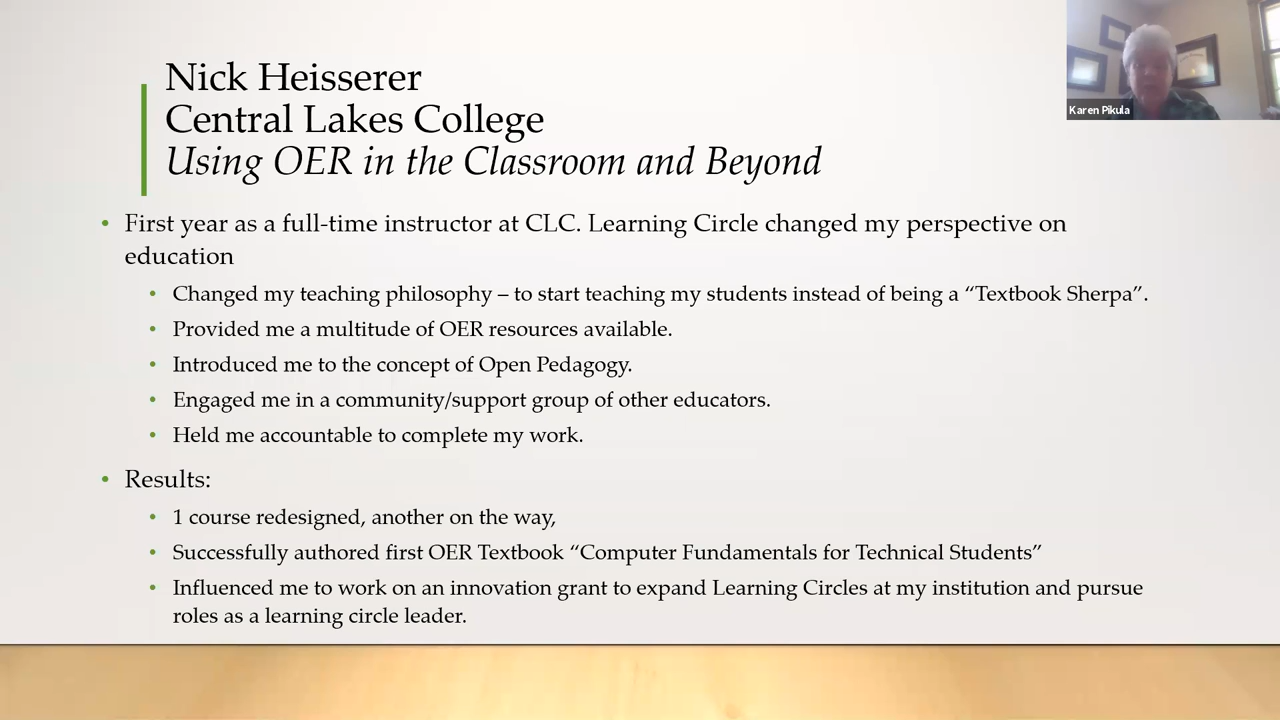 Nick Heisserer
Central Lakes College
Using OER in the Classroom and Beyond
Karen Pikula
• First year as a full-time instructor at CLC. Learning Circle changed my perspective on
education
• Changed my teaching philosophy – to start teaching my students instead of being a “Textbook Sherpa”.
• Provided me a multitude of OER resources available.
• Introduced me to the concept of Open Pedagogy.
• Engaged me in a community/support group of other educators.
• Held me accountable to complete my work.
• Results:
• 1 course redesigned, another on the way,
• Successfully authored first OER Textbook “Computer Fundamentals for Technical Students”
• Influenced me to work on an innovation grant to expand Learning Circles at my institution and pursue
roles as a learning circle leader.